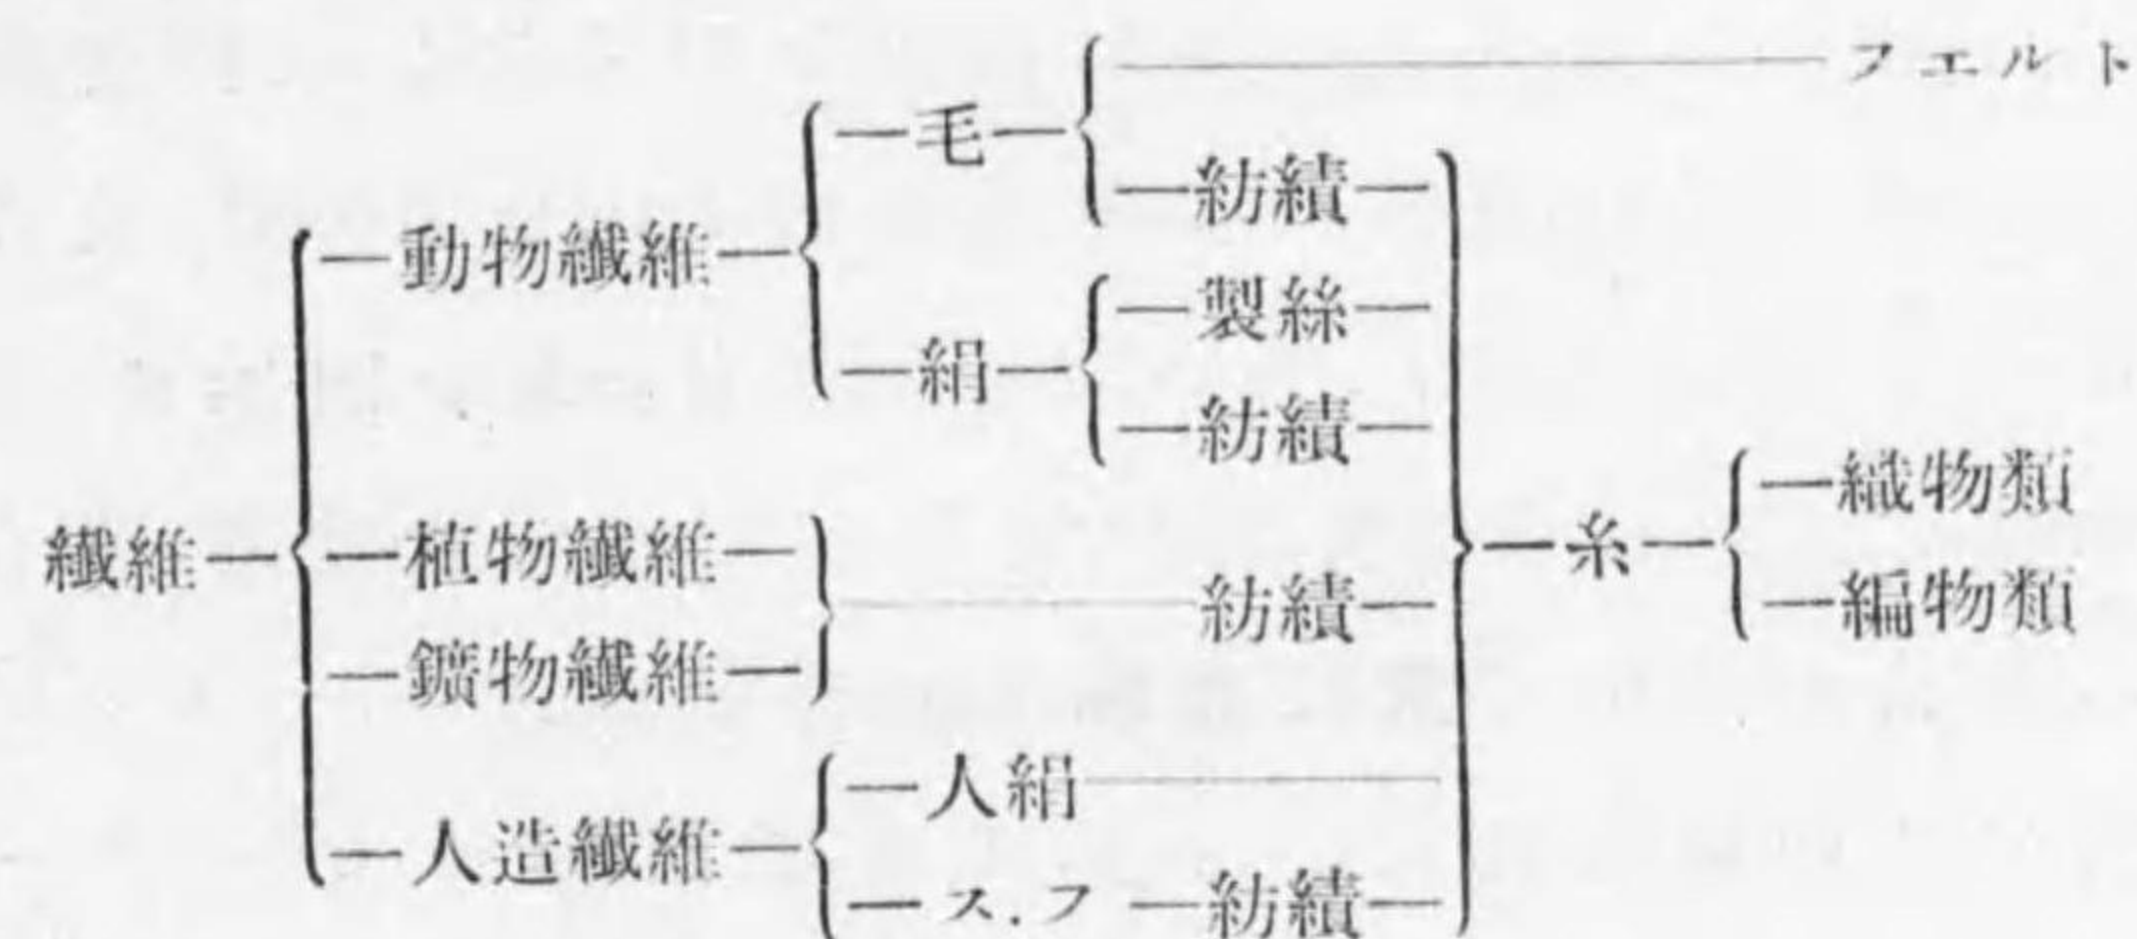 フエルト
毛
紡績
動物纖維
製絲
絹
紡績
織物類
纖維 植物纖維 糸
紡績 編物類
鑛物纖維
人絹
人造纖維
ス.フ 紡績